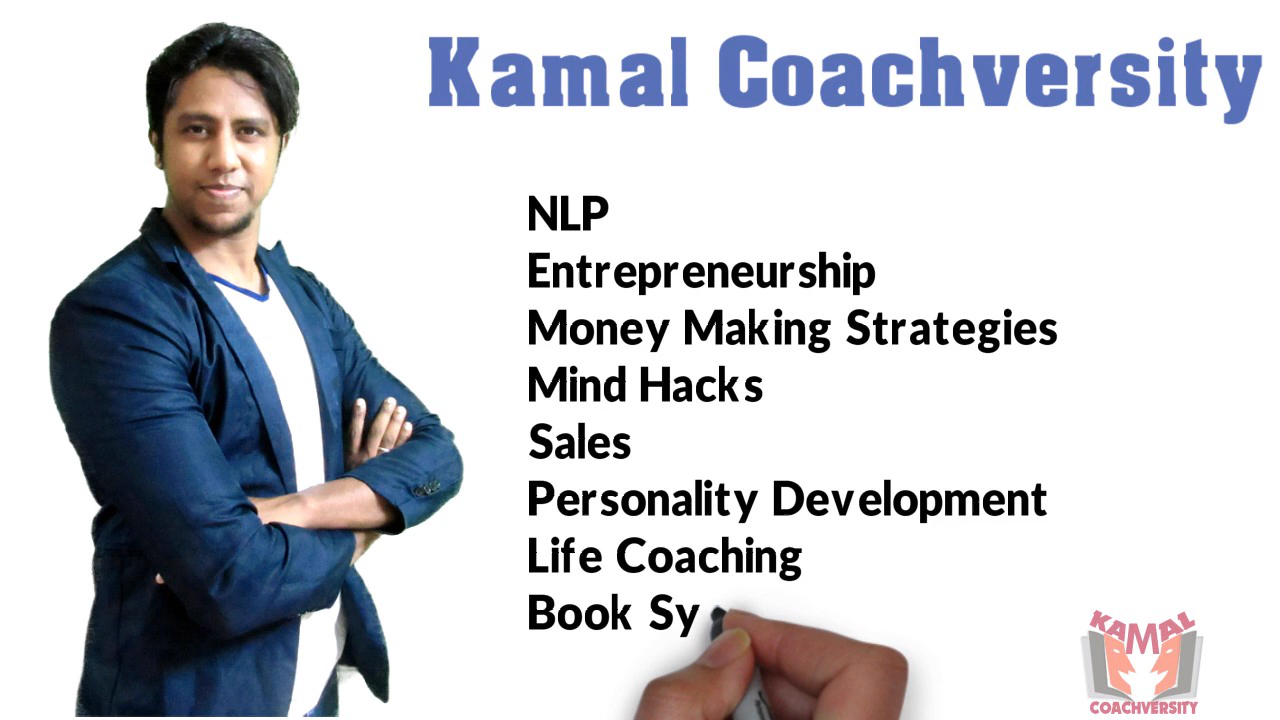 Kamal Coachversity
NLP
Entrepreneurship
Money Making Strategies
Mind Hacks
Sales
Personality Development
Life Coaching
Book Sy
KAMAL
COACHVERSITY